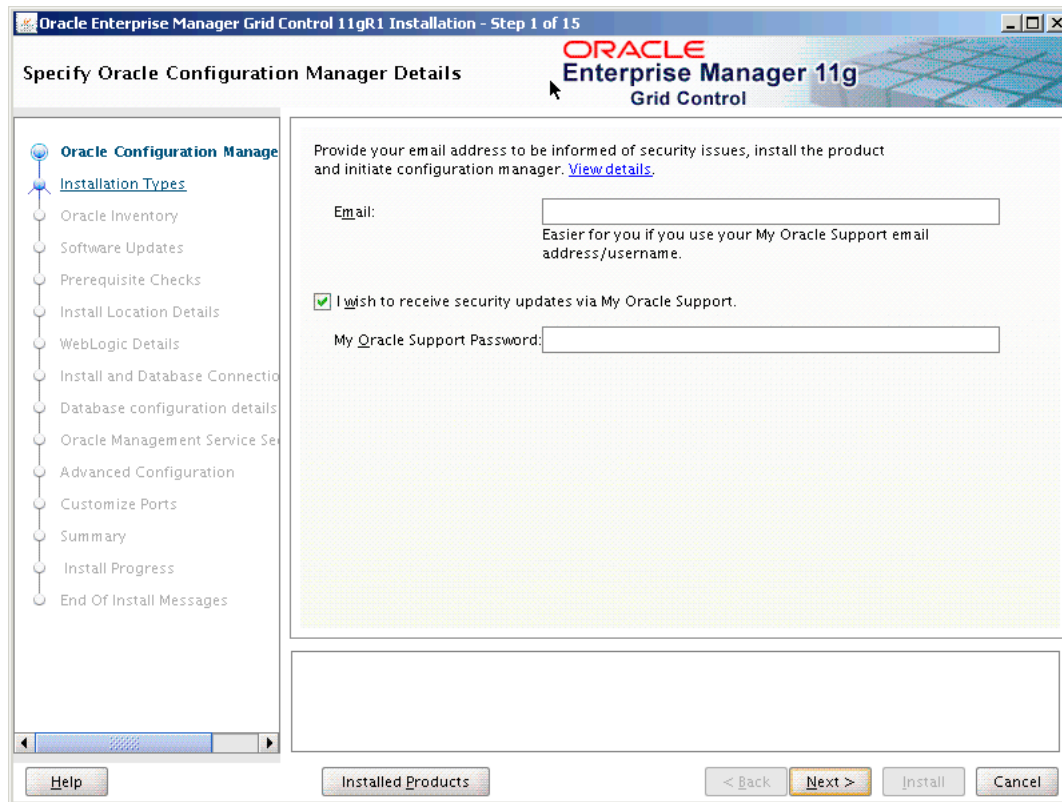 Oracle Enterprise Manager Grid Control 11gR1 Installation - Step 1 of 15
Specify Oracle Configuration Manager Details
ORACLE
Enterprise Manager 11g
Grid Control
Oracle Configuration Manage
Installation Types
Oracle Inventory
Software Updates
Prerequisite Checks
Install Location Details
WebLogic Details
Install and Database Connectio
Database configuration details
Oracle Management Service Se
Advanced Configuration
Customize Ports
Summary
Install Progress
End Of Install Messages
Provide your email address to be informed of security issues, install the product
and initiate configuration manager. View details.
Email:
Easier for you if you use your My Oracle Support email
address/username.
I wish to receive security updates via My Oracle Support.
My Oracle Support Password:
Help
Installed Products
< Back
Next >
Install
Cancel